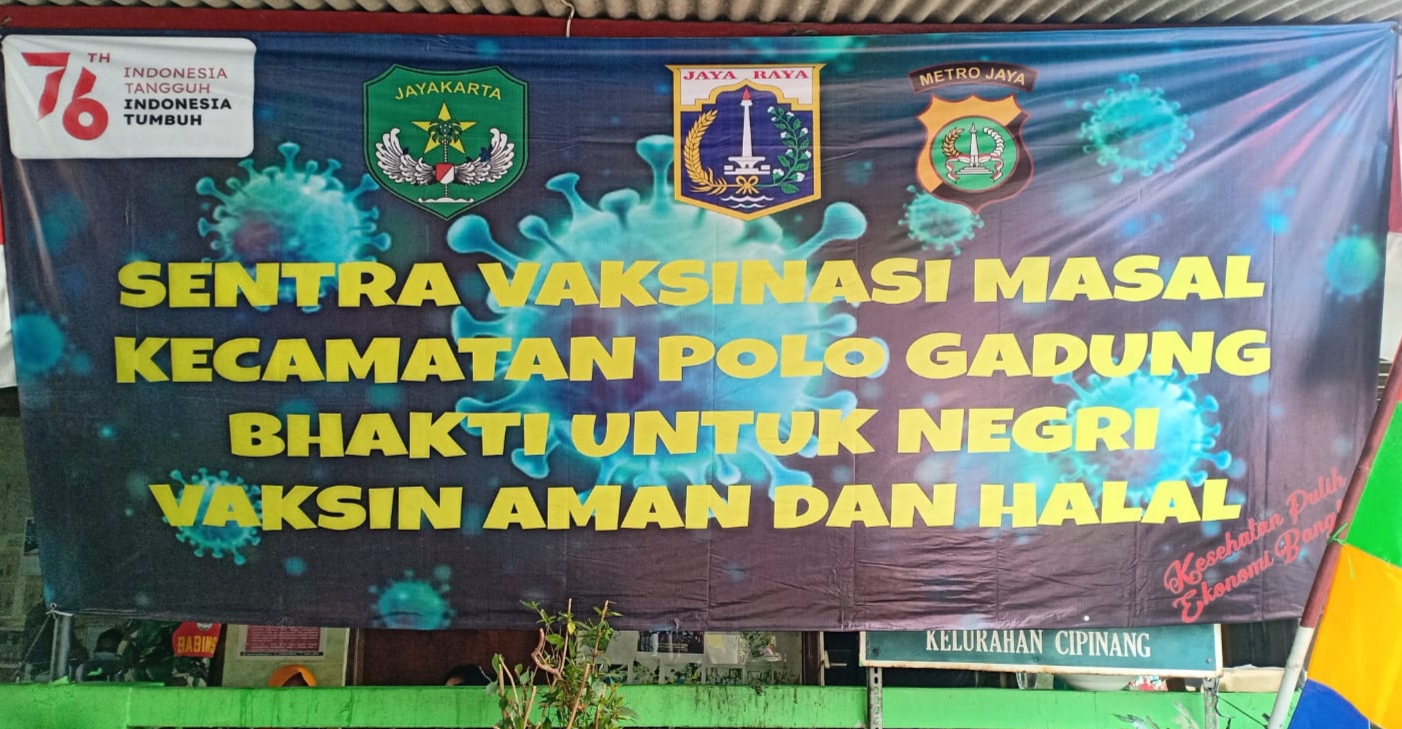 76TH
INDONESIA
TANGGUH
INDONESIA
TUMBUH
JAYAKARTA
JAYA RAYA
METRO JAYA
SENTRA VAKSINASI MASAL
KECAMATAN POLO GADUNG
BHAKTI UNTUK NEGRI
VAKSIN AMAN DAN HALAL
Kesehatan Pulih
Ekonomi
BABINS
KELURAHAN CIPINANG